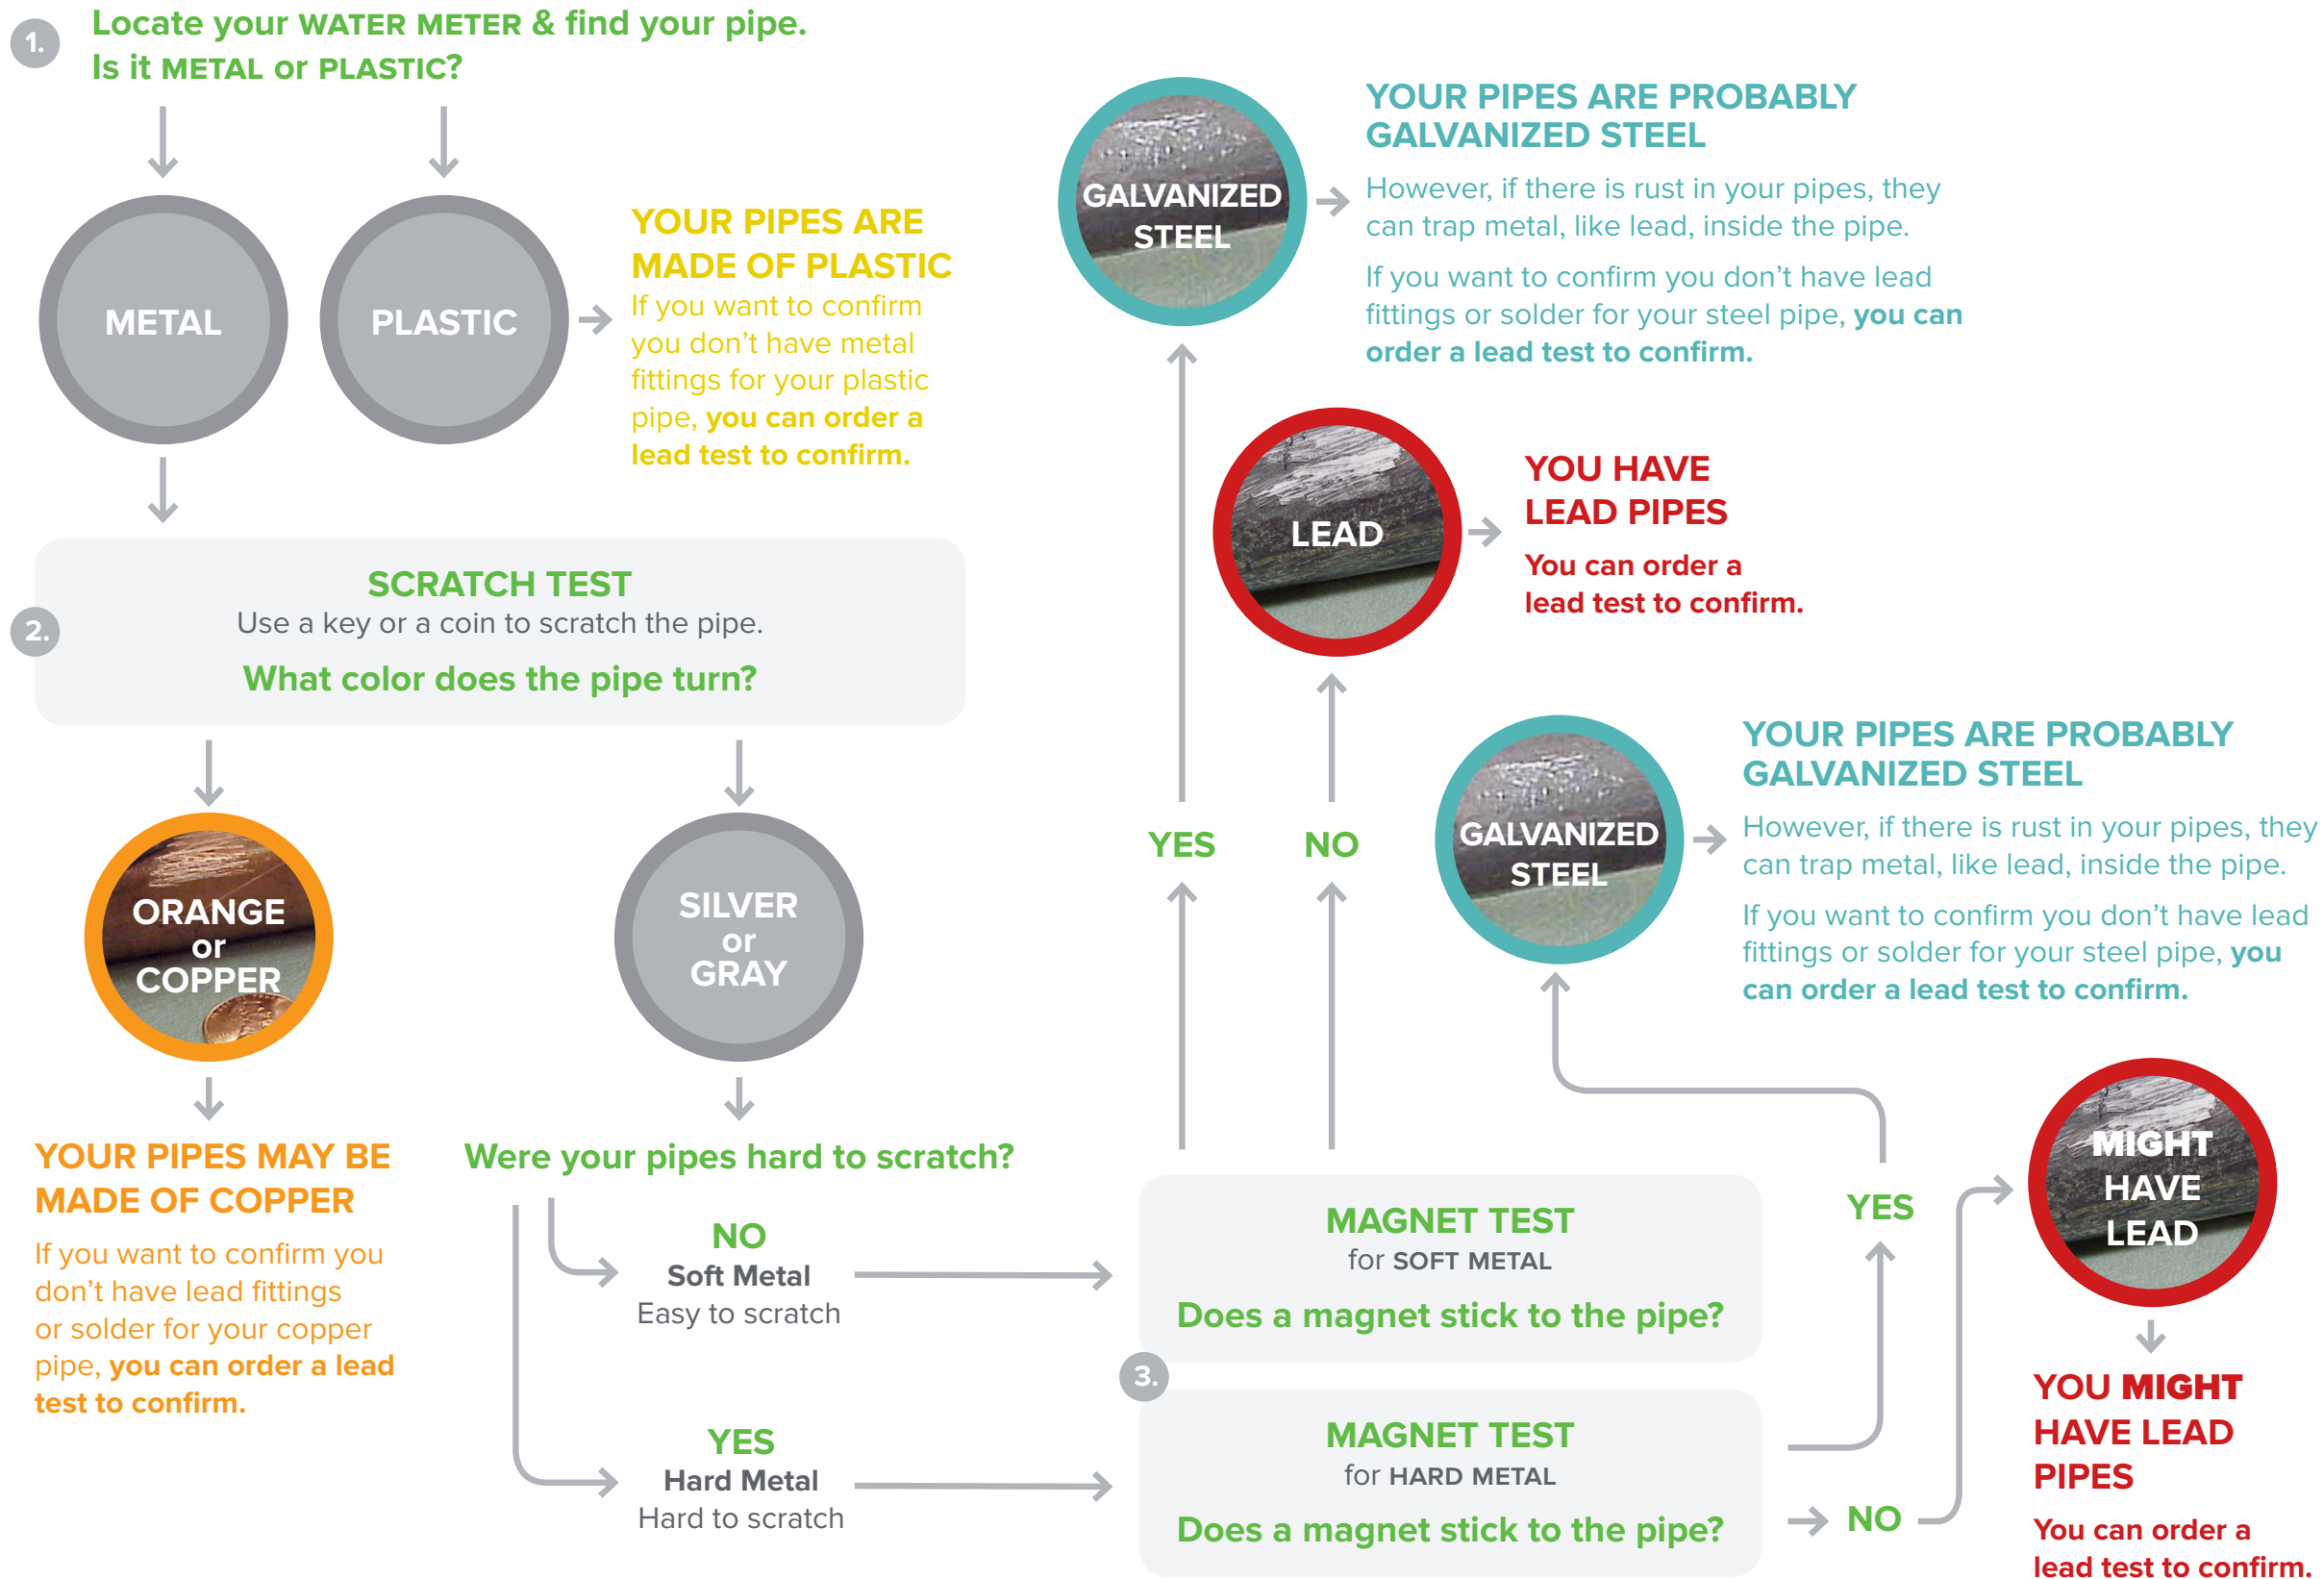 1.
Locate your WATER METER & find your pipe.
Is it METAL or PLASTIC?
METAL
PLASTIC
YOUR PIPES ARE
MADE OF PLASTIC
If you want to confirm
you don’t have metal
fittings for your plastic
pipe, you can order a
lead test to confirm.
2.
SCRATCH TEST
Use a key or a coin to scratch the pipe.
What color does the pipe turn?
ORANGE
or
COPPER
YOUR PIPES MAY BE
MADE OF COPPER
If you want to confirm you
don’t have lead fittings
or solder for your copper
pipe, you can order a lead
test to confirm.
SILVER
or
GRAY
Were your pipes hard to scratch?
NO
Soft Metal
Easy to scratch
YES
Hard Metal
Hard to scratch
3.
MAGNET TEST
for SOFT METAL
Does a magnet stick to the pipe?
YES
NO
GALVANIZED
STEEL
YOUR PIPES ARE PROBABLY
GALVANIZED STEEL
However, if there is rust in your pipes, they
can trap metal, like lead, inside the pipe.
If you want to confirm you don’t have lead
fittings or solder for your steel pipe, you can
order a lead test to confirm.
LEAD
YOU HAVE
LEAD PIPES
You can order a
lead test to confirm.
MAGNET TEST
for HARD METAL
Does a magnet stick to the pipe?
YES
NO
GALVANIZED
STEEL
YOUR PIPES ARE PROBABLY
GALVANIZED STEEL
However, if there is rust in your pipes, they
can trap metal, like lead, inside the pipe.
If you want to confirm you don’t have lead
fittings or solder for your steel pipe, you
can order a lead test to confirm.
MIGHT
HAVE
LEAD
YOU MIGHT
HAVE LEAD
PIPES
You can order a
lead test to confirm.